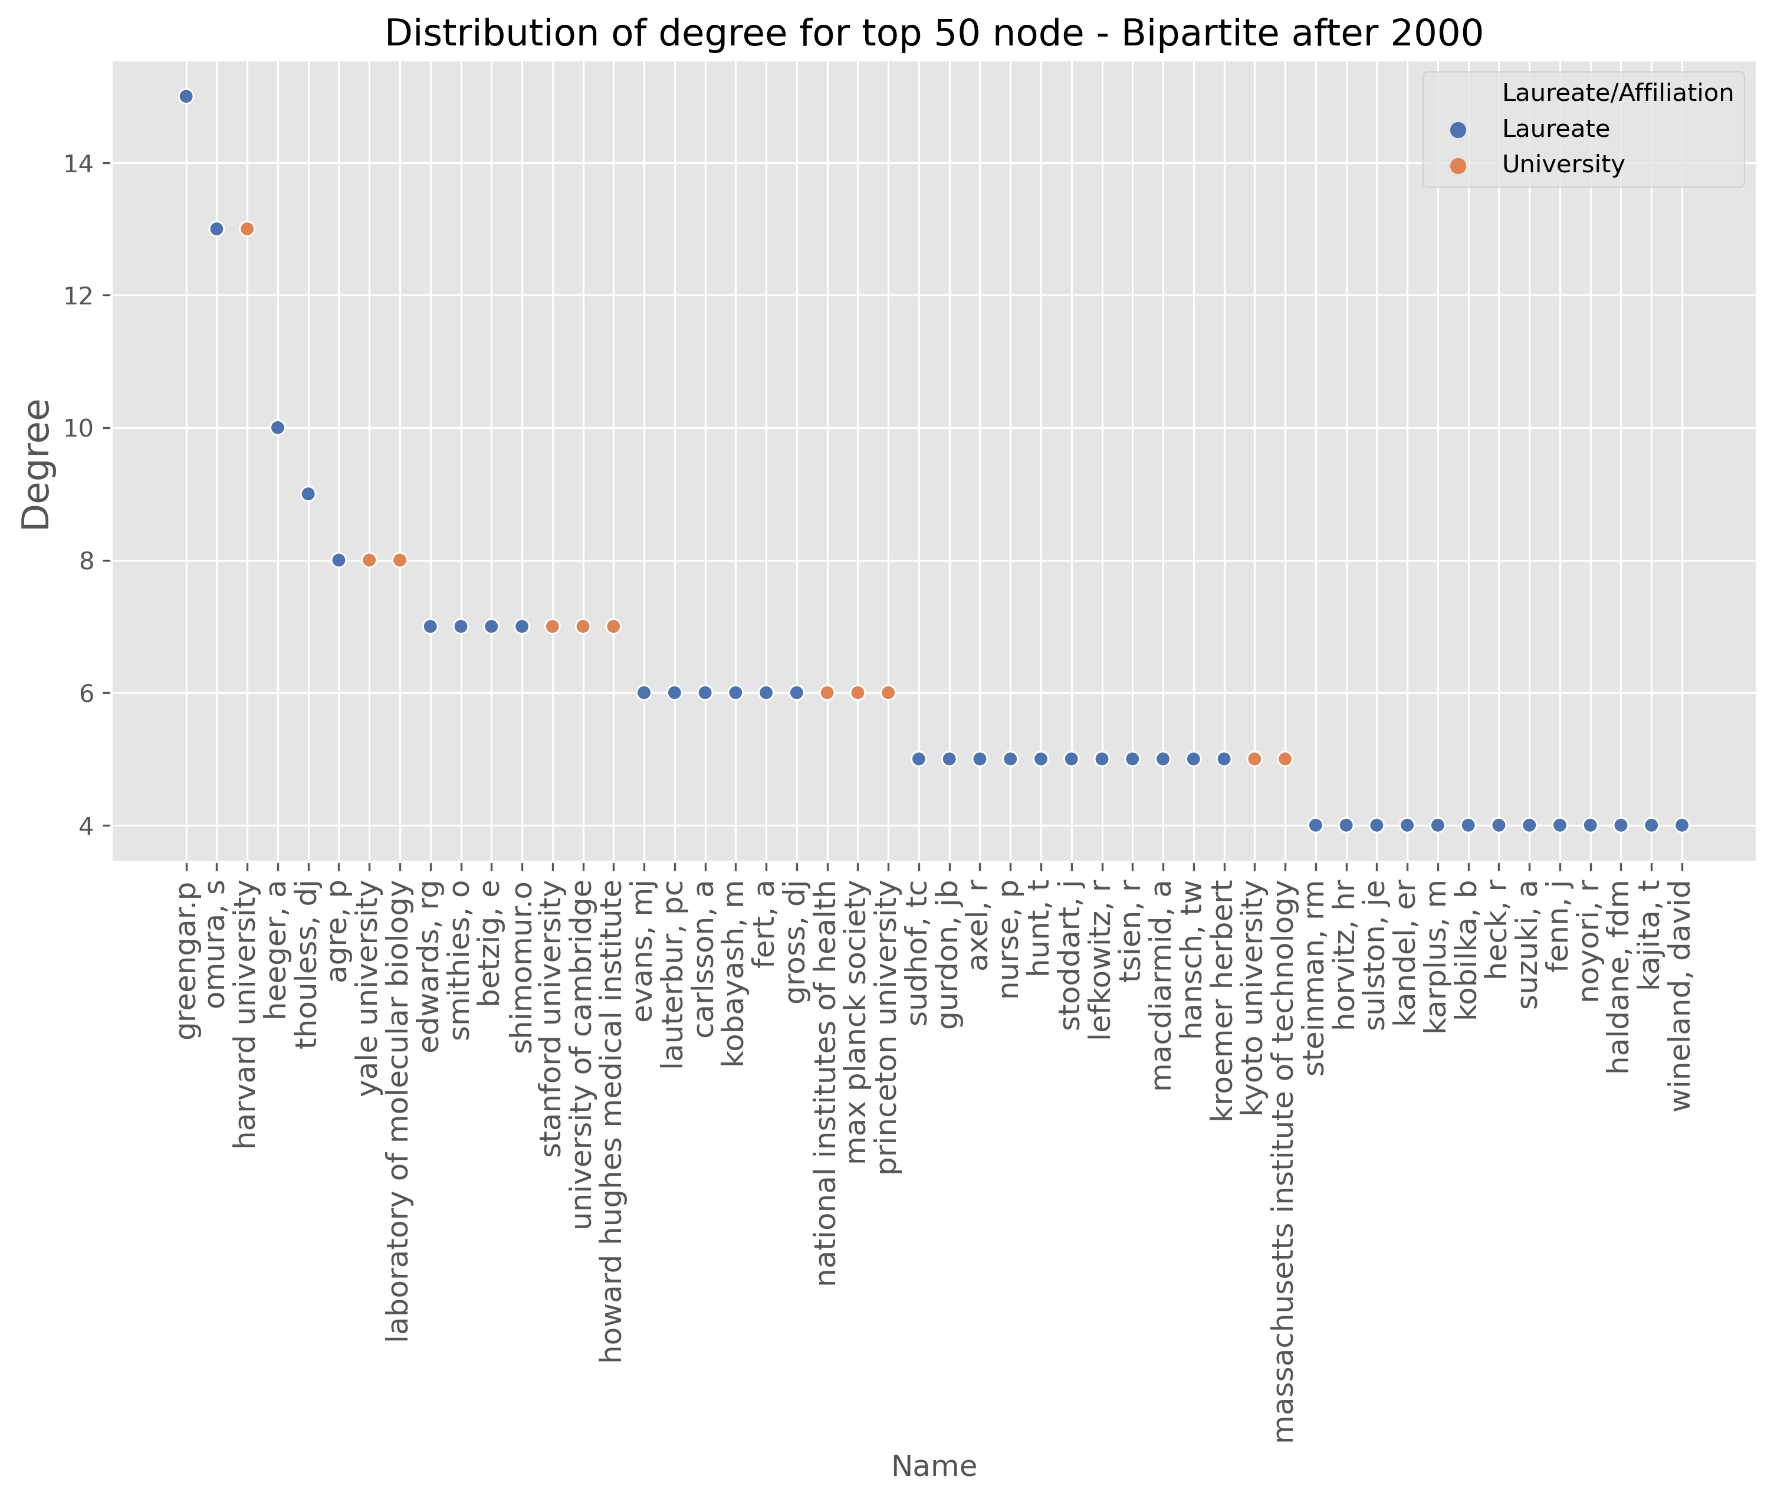 Distribution of degree for top 50 node - Bipartite after 2000
Laureate/Affiliation
Laureate
University
Degree
14
12
10
8
6
4
greengar.p
omura, s
harvard university
heeger, a
thouless, dj
agre, p
yale university
laboratory of molecular biology
edwards, rg
smithies, o
betzig, e
shimomur.o
stanford university
university of cambridge
howard hughes medical institute
evans, mj
lauterbur, pc
carlsson, a
kobayash, m
fert, a
gross, dj
national institutes of health
max planck society
princeton university
sudhof, tc
gurdon, jb
axel, r
nurse, p
hunt, t
stoddart, j
lefkowitz, r
tsien, r
macdiarmid, a
hansch, tw
kroemer herbert
kyoto university
massachusetts institute of technology
steinman, rm
horvitz, hr
sulston, je
kandel, er
karplus, m
kobilka, b
heck, r
suzuki, a
fenn, j
noyori, r
haldane, fdm
kajita, t
wineland, david
Name